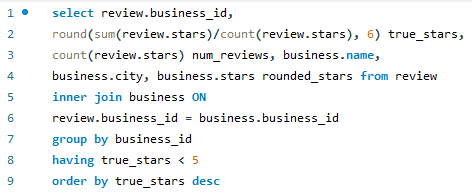 1 select review.business_id,
2 round(sum(review.stars)/count(review.stars), 6) true_stars,
3 count(review.stars) num_reviews, business.name,
4 business.city, business.stars rounded_stars from review
5 inner join business ON
6 review.business_id = business.business_id
7 group by business_id
8 having true_stars < 5
9 order by true_stars desc